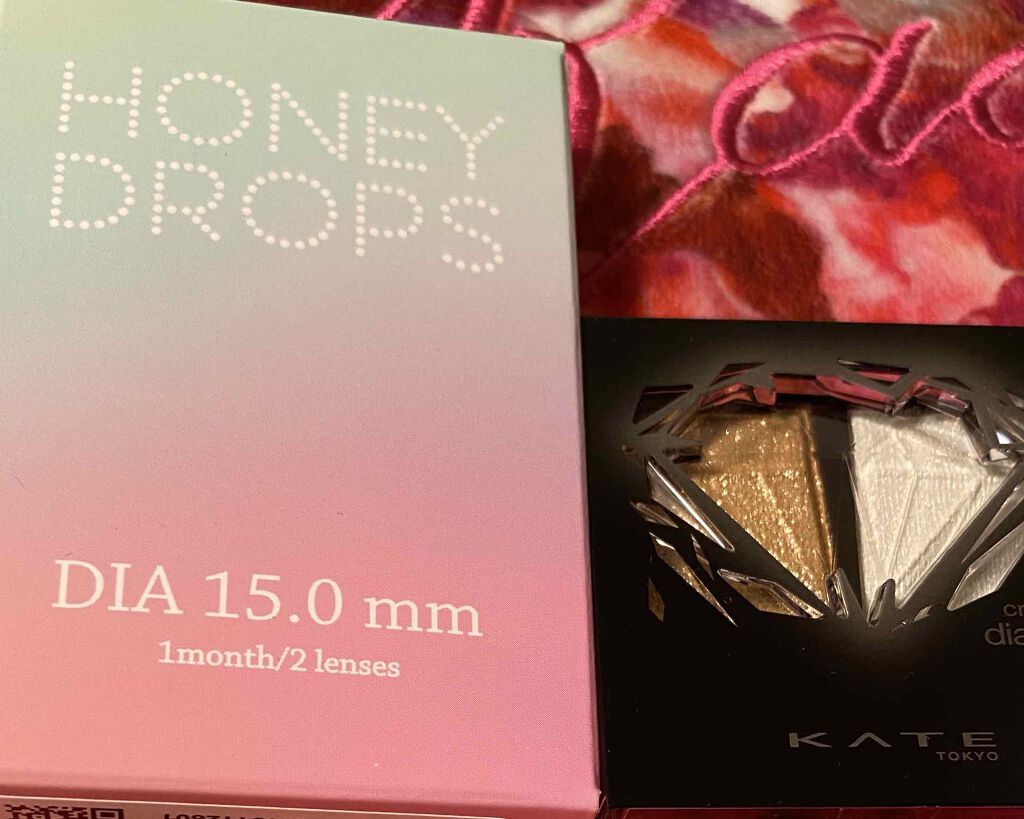 HONEY
DROPS
DIA 15.0 mm
1month/2 lenses
KATE
TOKYO